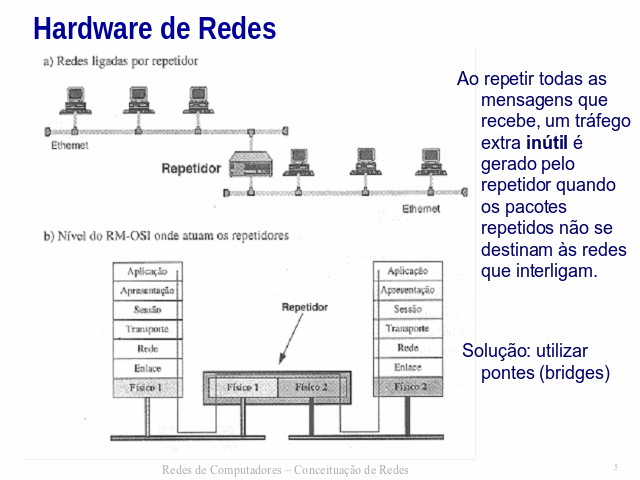 Hardware de Redes
a) Redes ligadas por repetidor
Ethernet
Repetidor
Ethernet
b) Nível do RM-OSI onde atuam os repetidores
Aplicação
Apresentação
Sessão
Transporte
Rede
Enlace
Físico 1
Repetidor
Físico 1
Físico 2
Aplicação
Apresentação
Sessão
Transporte
Rede
Enlace
Físico 2
Ao repetir todas as
mensagens que
recebe, um tráfego
extra inútil é
gerado pelo
repetidor quando
os pacotes
repetidos não se
destinam às redes
que interligam.
Solução: utilizar
pontes (bridges)
Redes de Computadores – Conceituação de Redes
5